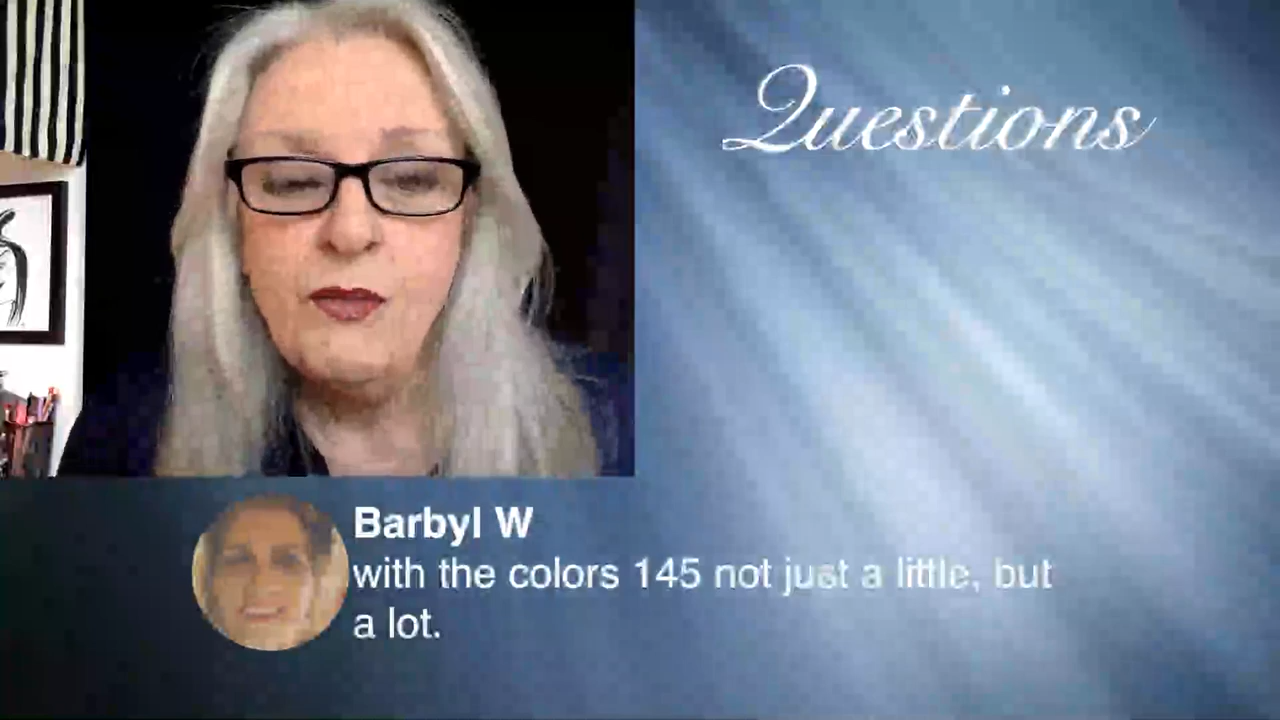 Questions
Barbyl W
with the colors 145 not just a little, but
a lot.